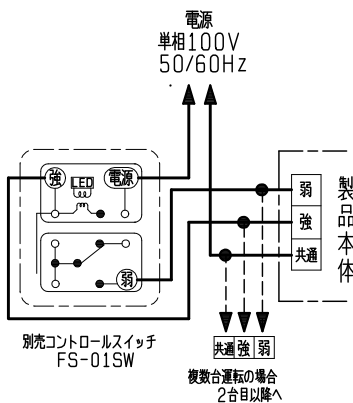 電源
単相100V
50/60Hz
強
LED
電源
弱
弱
強
共通
製品本体
別売コントロールスイッチ
FS-01SW
共通 強 弱
複数台運転の場合
2台目以降へ